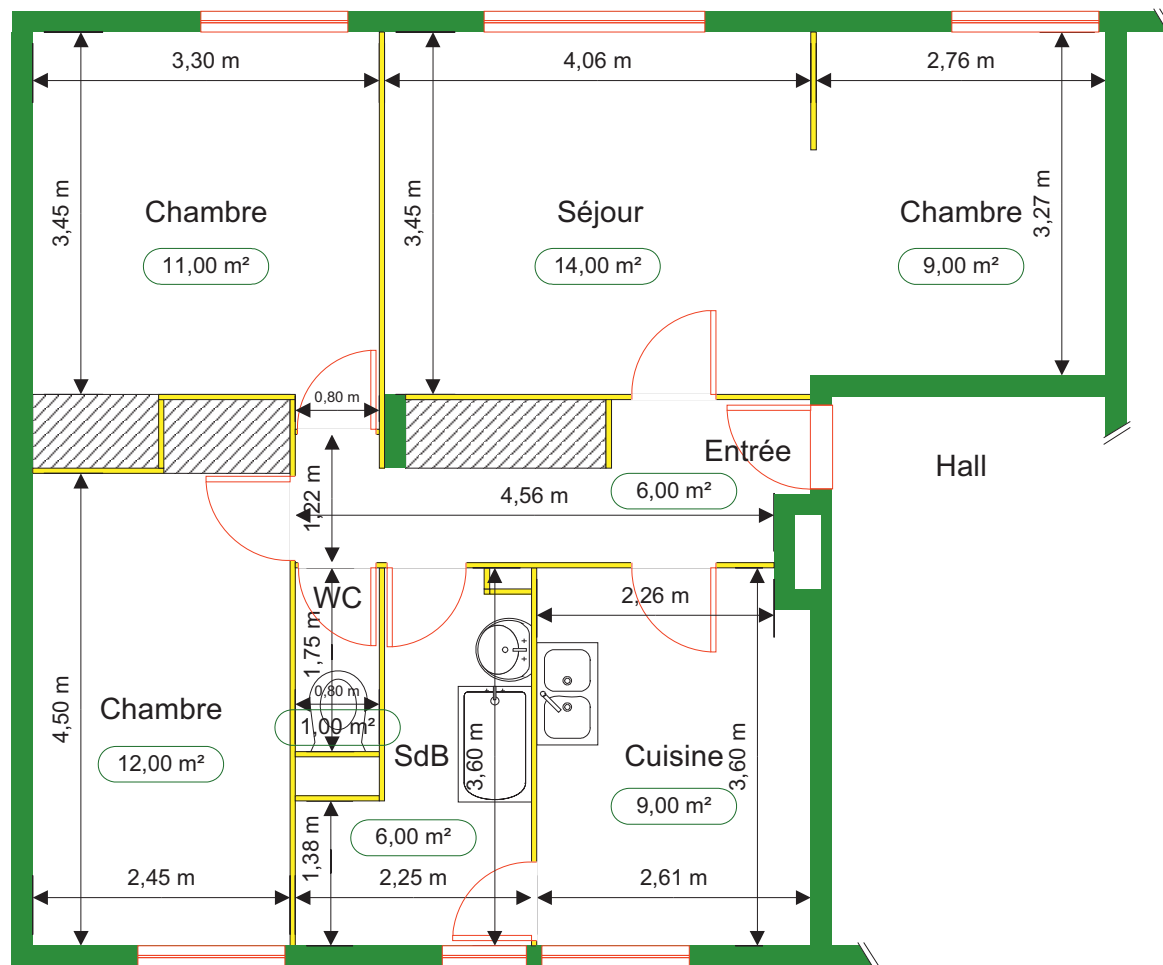 3,30 m
4,06 m
2,76 m
3,45 m
3,45 m
3,27 m
Chambre
11,00 m²
Séjour
14,00 m²
Chambre
9,00 m²
0,80 m
Entrée
6,00 m²
Hall
4,56 m
1,22 m
WC
1,75 m
0,80 m
1,00 m²
2,26 m
4,50 m
Chambre
12,00 m²
SdB
6,00 m²
3,60 m
Cuisine
9,00 m²
3,60 m
1,38 m
2,45 m
2,25 m
2,61 m